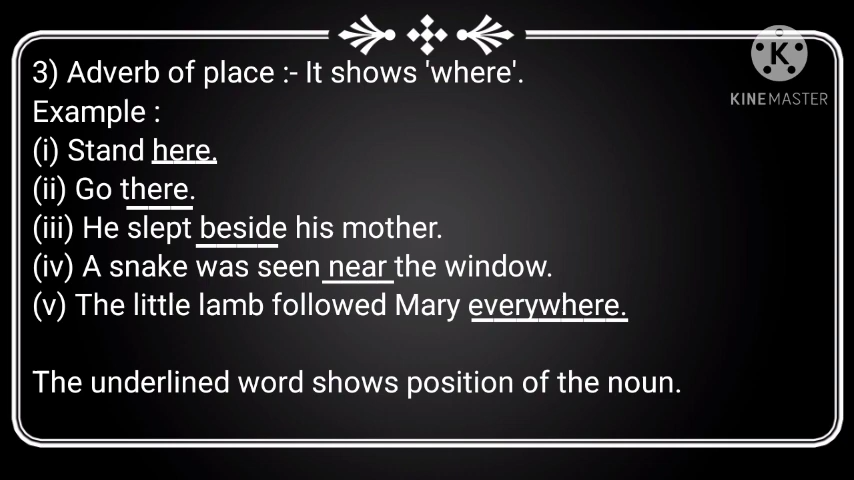 3) Adverb of place :- It shows 'where'.
K
KINEMASTER
Example :
(i) Stand here.
(ii) Go there.
(iii) He slept beside his mother.
(iv) A snake was seen near the window.
(v) The little lamb followed Mary everywhere.
The underlined word shows position of the noun.